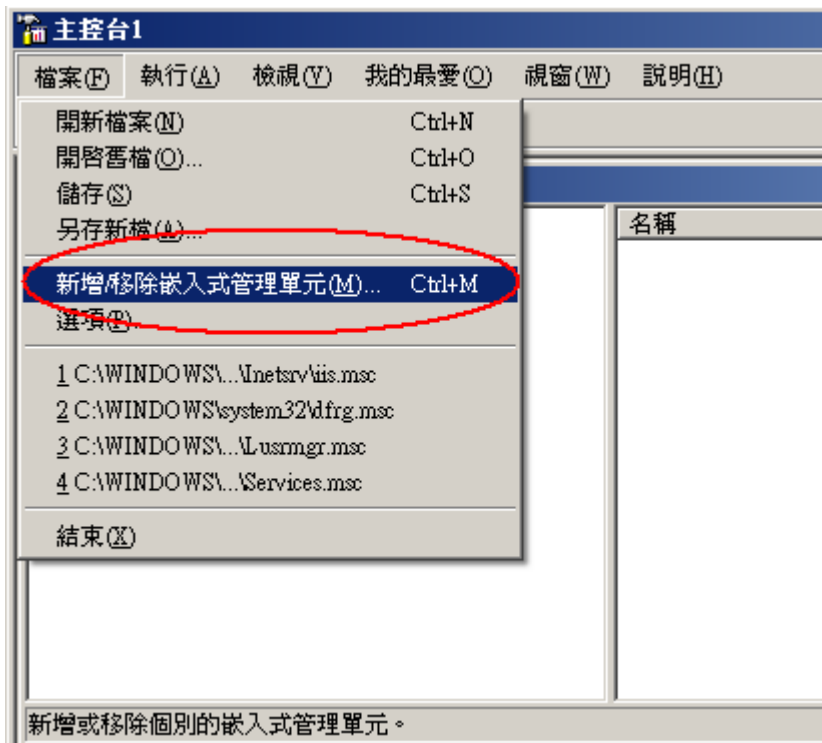 主控台1
檔案(F) 執行(A) 檢視(V) 我的最愛(O) 視窗(W) 說明(H)
開新檔案(N) Ctrl+N
開啓舊檔(O)... Ctrl+O
儲存(S) Ctrl+S
另存新檔(A)...
名稱
新增/移除嵌入式管理單元(M)... Ctrl+M
選項(P)...
1 C:\WINDOWS\...\Inetsrv\iis.msc
2 C:\WINDOWS\system32\dfrg.msc
3 C:\WINDOWS\...\Lusrmgr.msc
4 C:\WINDOWS\...\Services.msc
結束(X)
新增或移除個別的嵌入式管理單元。